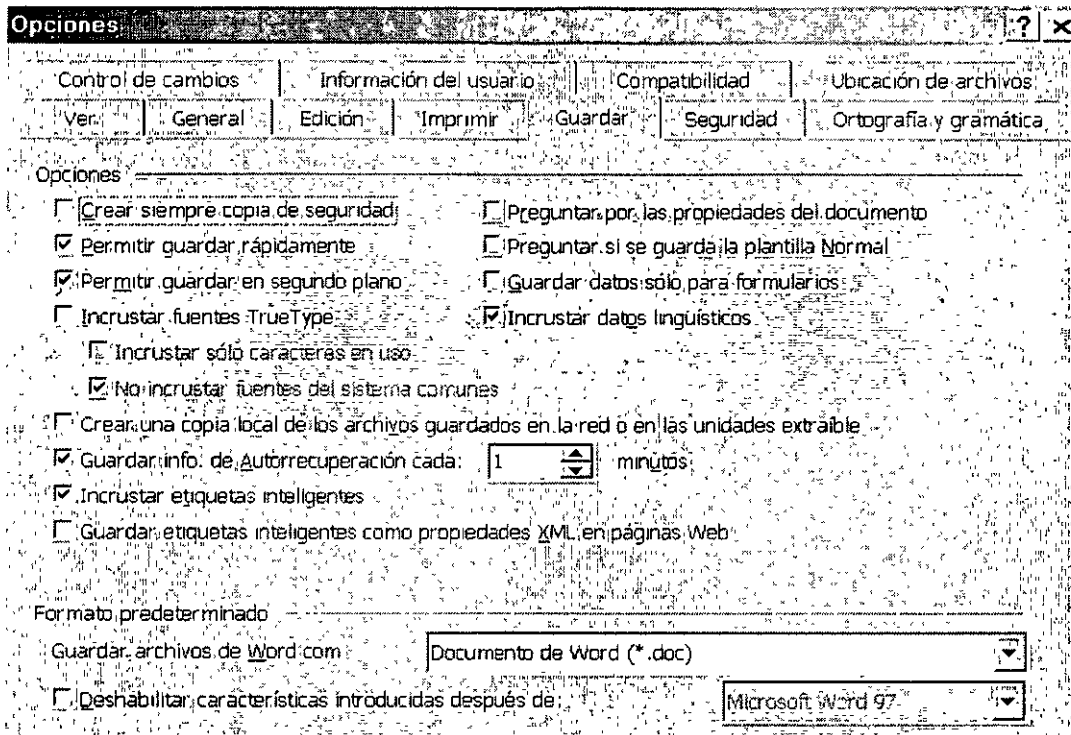 Opciones ? ×
Control de cambios Información del usuario Compatibilidad Ubicación de archivos
Ver General Edición Imprimir Guardar Seguridad Ortografía y gramática
Opciones
Crear siempre copia de seguridad Preguntar por las propiedades del documento
Permitir guardar rápidamente Preguntar si se guarda la plantilla Normal
Permitir guardar en segundo plano Guardar datos sólo para formularios
Incrustar fuentes TrueType Incrustar datos lingüísticos
Incrustar sólo caracteres en uso
No incrustar fuentes del sistema comunes
Crear una copia local de los archivos guardados en la red o en las unidades extraíble
Guardar info. de Autorrecuperación cada: 1 minutos
Incrustar etiquetas inteligentes
Guardar etiquetas inteligentes como propiedades XML en páginas Web
Formato predeterminado
Guardar archivos de Word com Documento de Word (*.doc)
Deshabilitar características introducidas después de: Microsoft Word 97